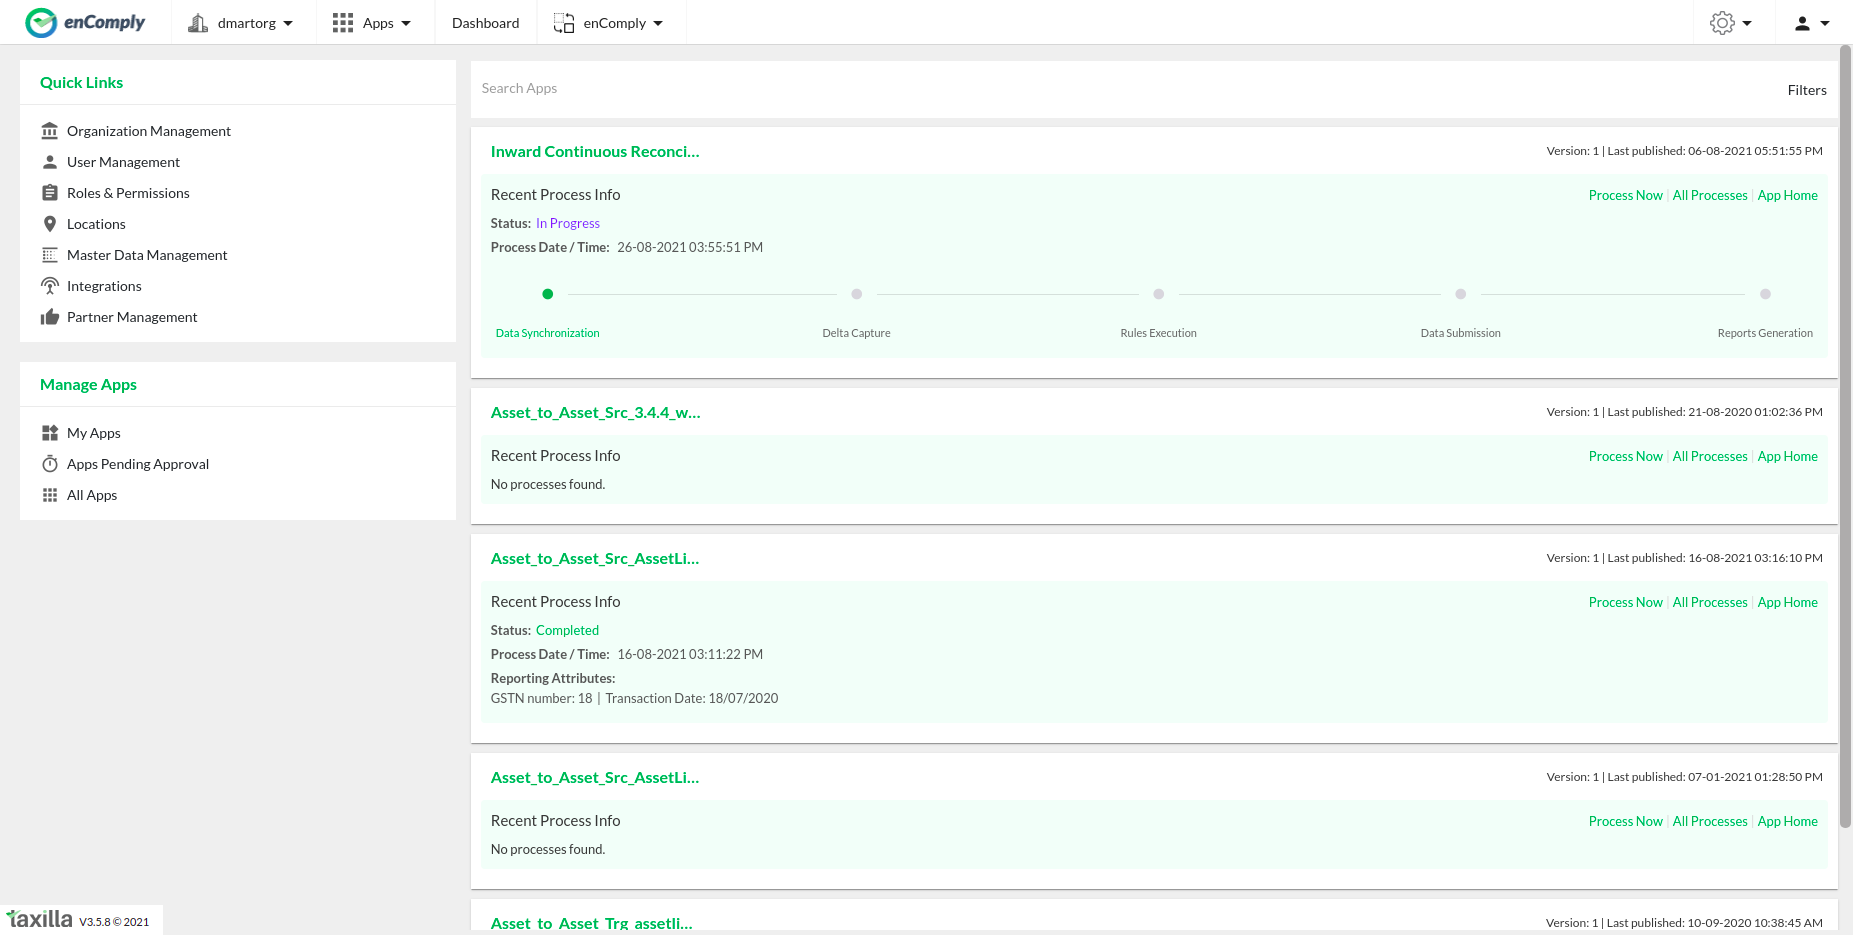 enComply
dmartorg
Apps
Dashboard
enComply
Quick Links
Organization Management
User Management
Roles & Permissions
Locations
Master Data Management
Integrations
Partner Management
Manage Apps
My Apps
Apps Pending Approval
All Apps
Search Apps
Filters
Inward Continuous Reconci...
Version: 1 | Last published: 06-08-2021 05:51:55 PM
Recent Process Info
Process Now | All Processes | App Home
Status: In Progress
Process Date / Time: 26-08-2021 03:55:51 PM
Data Synchronization
Delta Capture
Rules Execution
Data Submission
Reports Generation
Asset_to_Asset_Src_3.4.4_w...
Version: 1 | Last published: 21-08-2020 01:02:36 PM
Recent Process Info
Process Now | All Processes | App Home
No processes found.
Asset_to_Asset_Src_AssetLi...
Version: 1 | Last published: 16-08-2021 03:16:10 PM
Recent Process Info
Process Now | All Processes | App Home
Status: Completed
Process Date / Time: 16-08-2021 03:11:22 PM
Reporting Attributes:
GSTN number: 18 | Transaction Date: 18/07/2020
Asset_to_Asset_Src_AssetLi...
Version: 1 | Last published: 07-01-2021 01:28:50 PM
Recent Process Info
Process Now | All Processes | App Home
No processes found.
Asset_to_Asset_Trg_assetli...
Version: 1 | Last published: 10-09-2020 10:38:45 AM
taxilla V3.5.8 © 2021